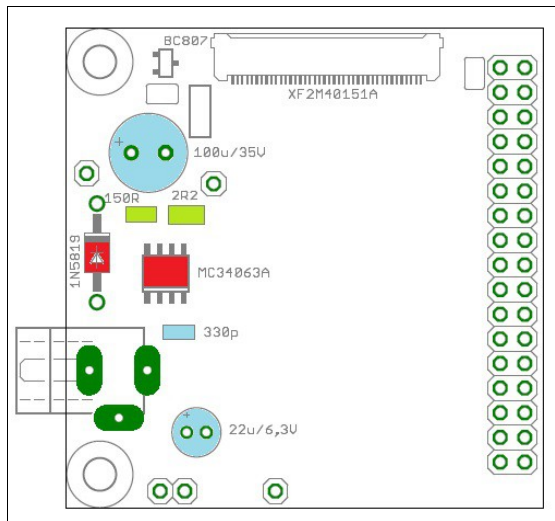 BC807
XF2M40151A
100u/35V
150R
2R2
1N5819
MC34063A
330p
22u/6,3V